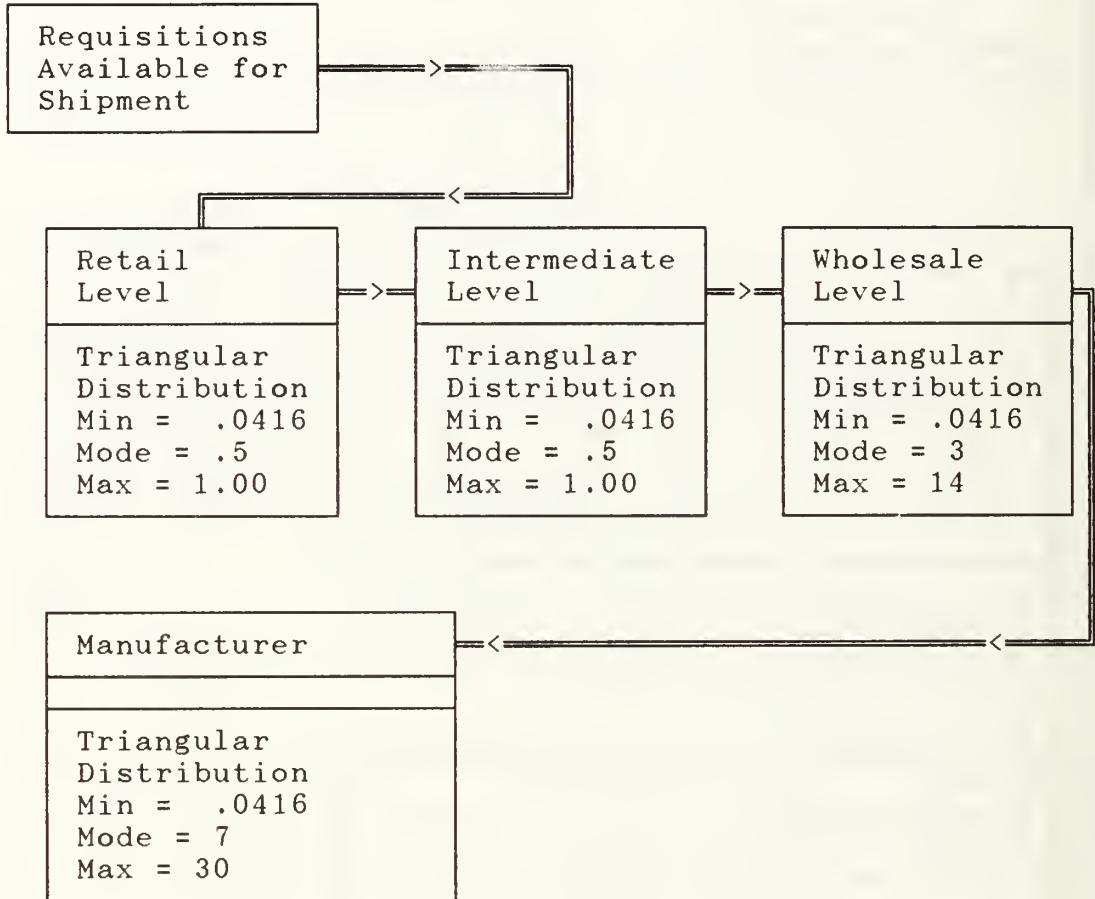 Requisitions
Available for
Shipment
Retail
Level
Triangular
Distribution
Min = .0416
Mode = .5
Max = 1.00
Intermediate
Level
Triangular
Distribution
Min = .0416
Mode = .5
Max = 1.00
Wholesale
Level
Triangular
Distribution
Min = .0416
Mode = 3
Max = 14
Manufacturer
Triangular
Distribution
Min = .0416
Mode = 7
Max = 30